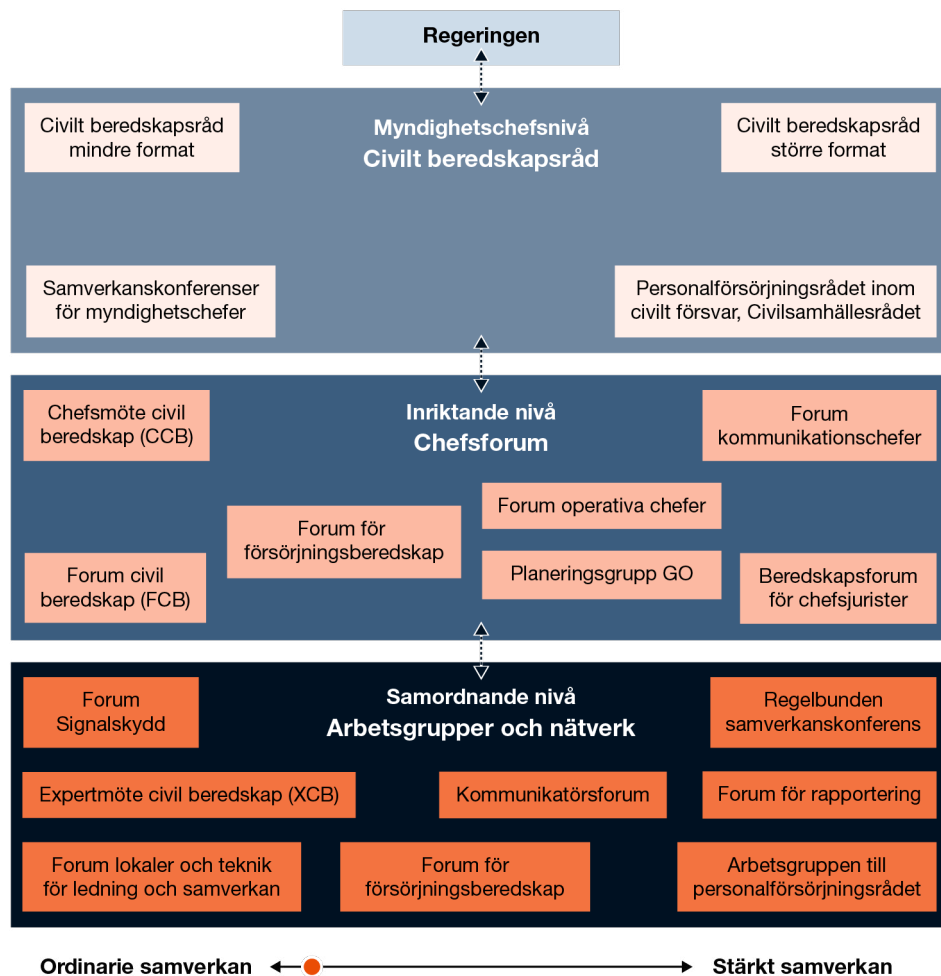 Regeringen
Civilt beredskapsråd
mindre format
Myndighetschefsnivå
Civilt beredskapsråd
Civilt beredskapsråd
större format
Samverkanskonferenser
för myndighetschefer
Personalförsörjningsrådet inom
civilt försvar, Civilsamhällesrådet
Chefsmöte civil
beredskap (CCB)
Inriktande nivå
Chefsforum
Forum
kommunikationschefer
Forum för
försörjningsberedskap
Forum operativa chefer
Forum civil
beredskap (FCB)
Planeringsgrupp GO
Beredskapsforum
för chefsjurister
Forum
Signalskydd
Samordnande nivå
Arbetsgrupper och nätverk
Regelbunden
samverkanskonferens
Expertmöte civil beredskap (XCB)
Kommunikatörsforum
Forum för rapportering
Forum lokaler och teknik
för ledning och samverkan
Forum för
försörjningsberedskap
Arbetsgruppen till
personalförsörjningsrådet
Ordinarie samverkan
Stärkt samverkan